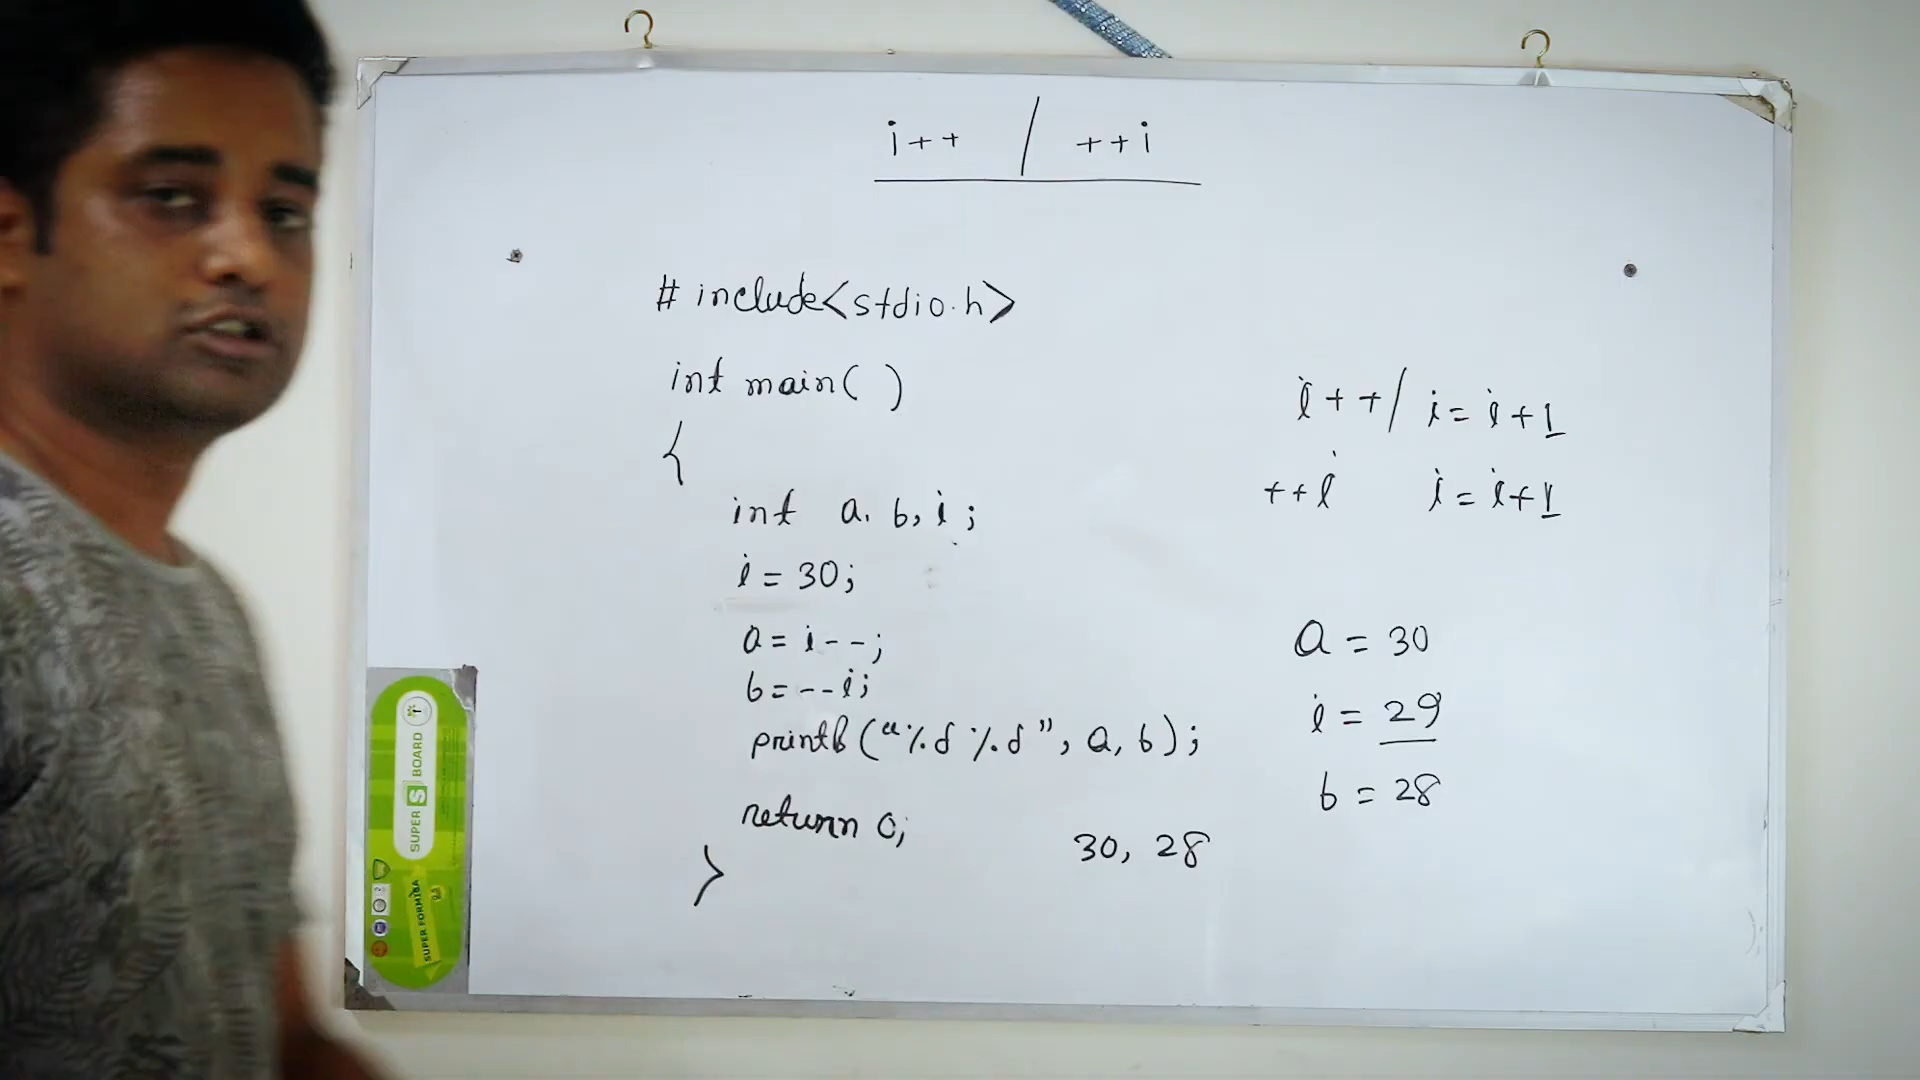 i++ / ++i
# include<stdio.h>
int main( )
{
int a, b, i;
i = 30;
a = i--;
b = --i;
printf("%d %d", a, b);
return 0;
}
30, 28
i++/ i = i+1
++i i = i+1
a = 30
i = 29
b = 28
SUPER S BOARD
SUPER FORMICA